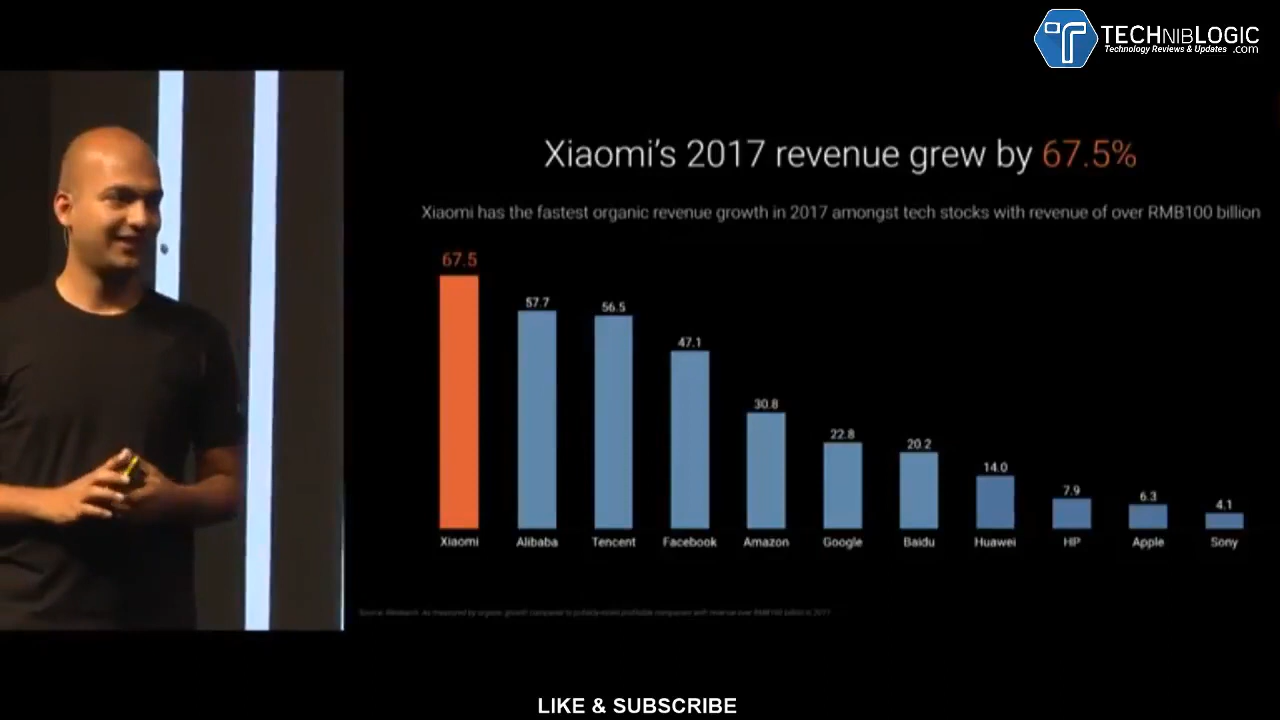 TECHNIBLOGIC
Technology Reviews & Updates .com
Xiaomi's 2017 revenue grew by 67.5%
Xiaomi has the fastest organic revenue growth in 2017 amongst tech stocks with revenue of over RMB100 billion
67.5
57.7
56.5
47.1
30.8
22.8
20.2
14.0
7.9
6.3
4.1
Xiaomi Alibaba Tencent Facebook Amazon Google Baidu Huawei HP Apple Sony
LIKE & SUBSCRIBE